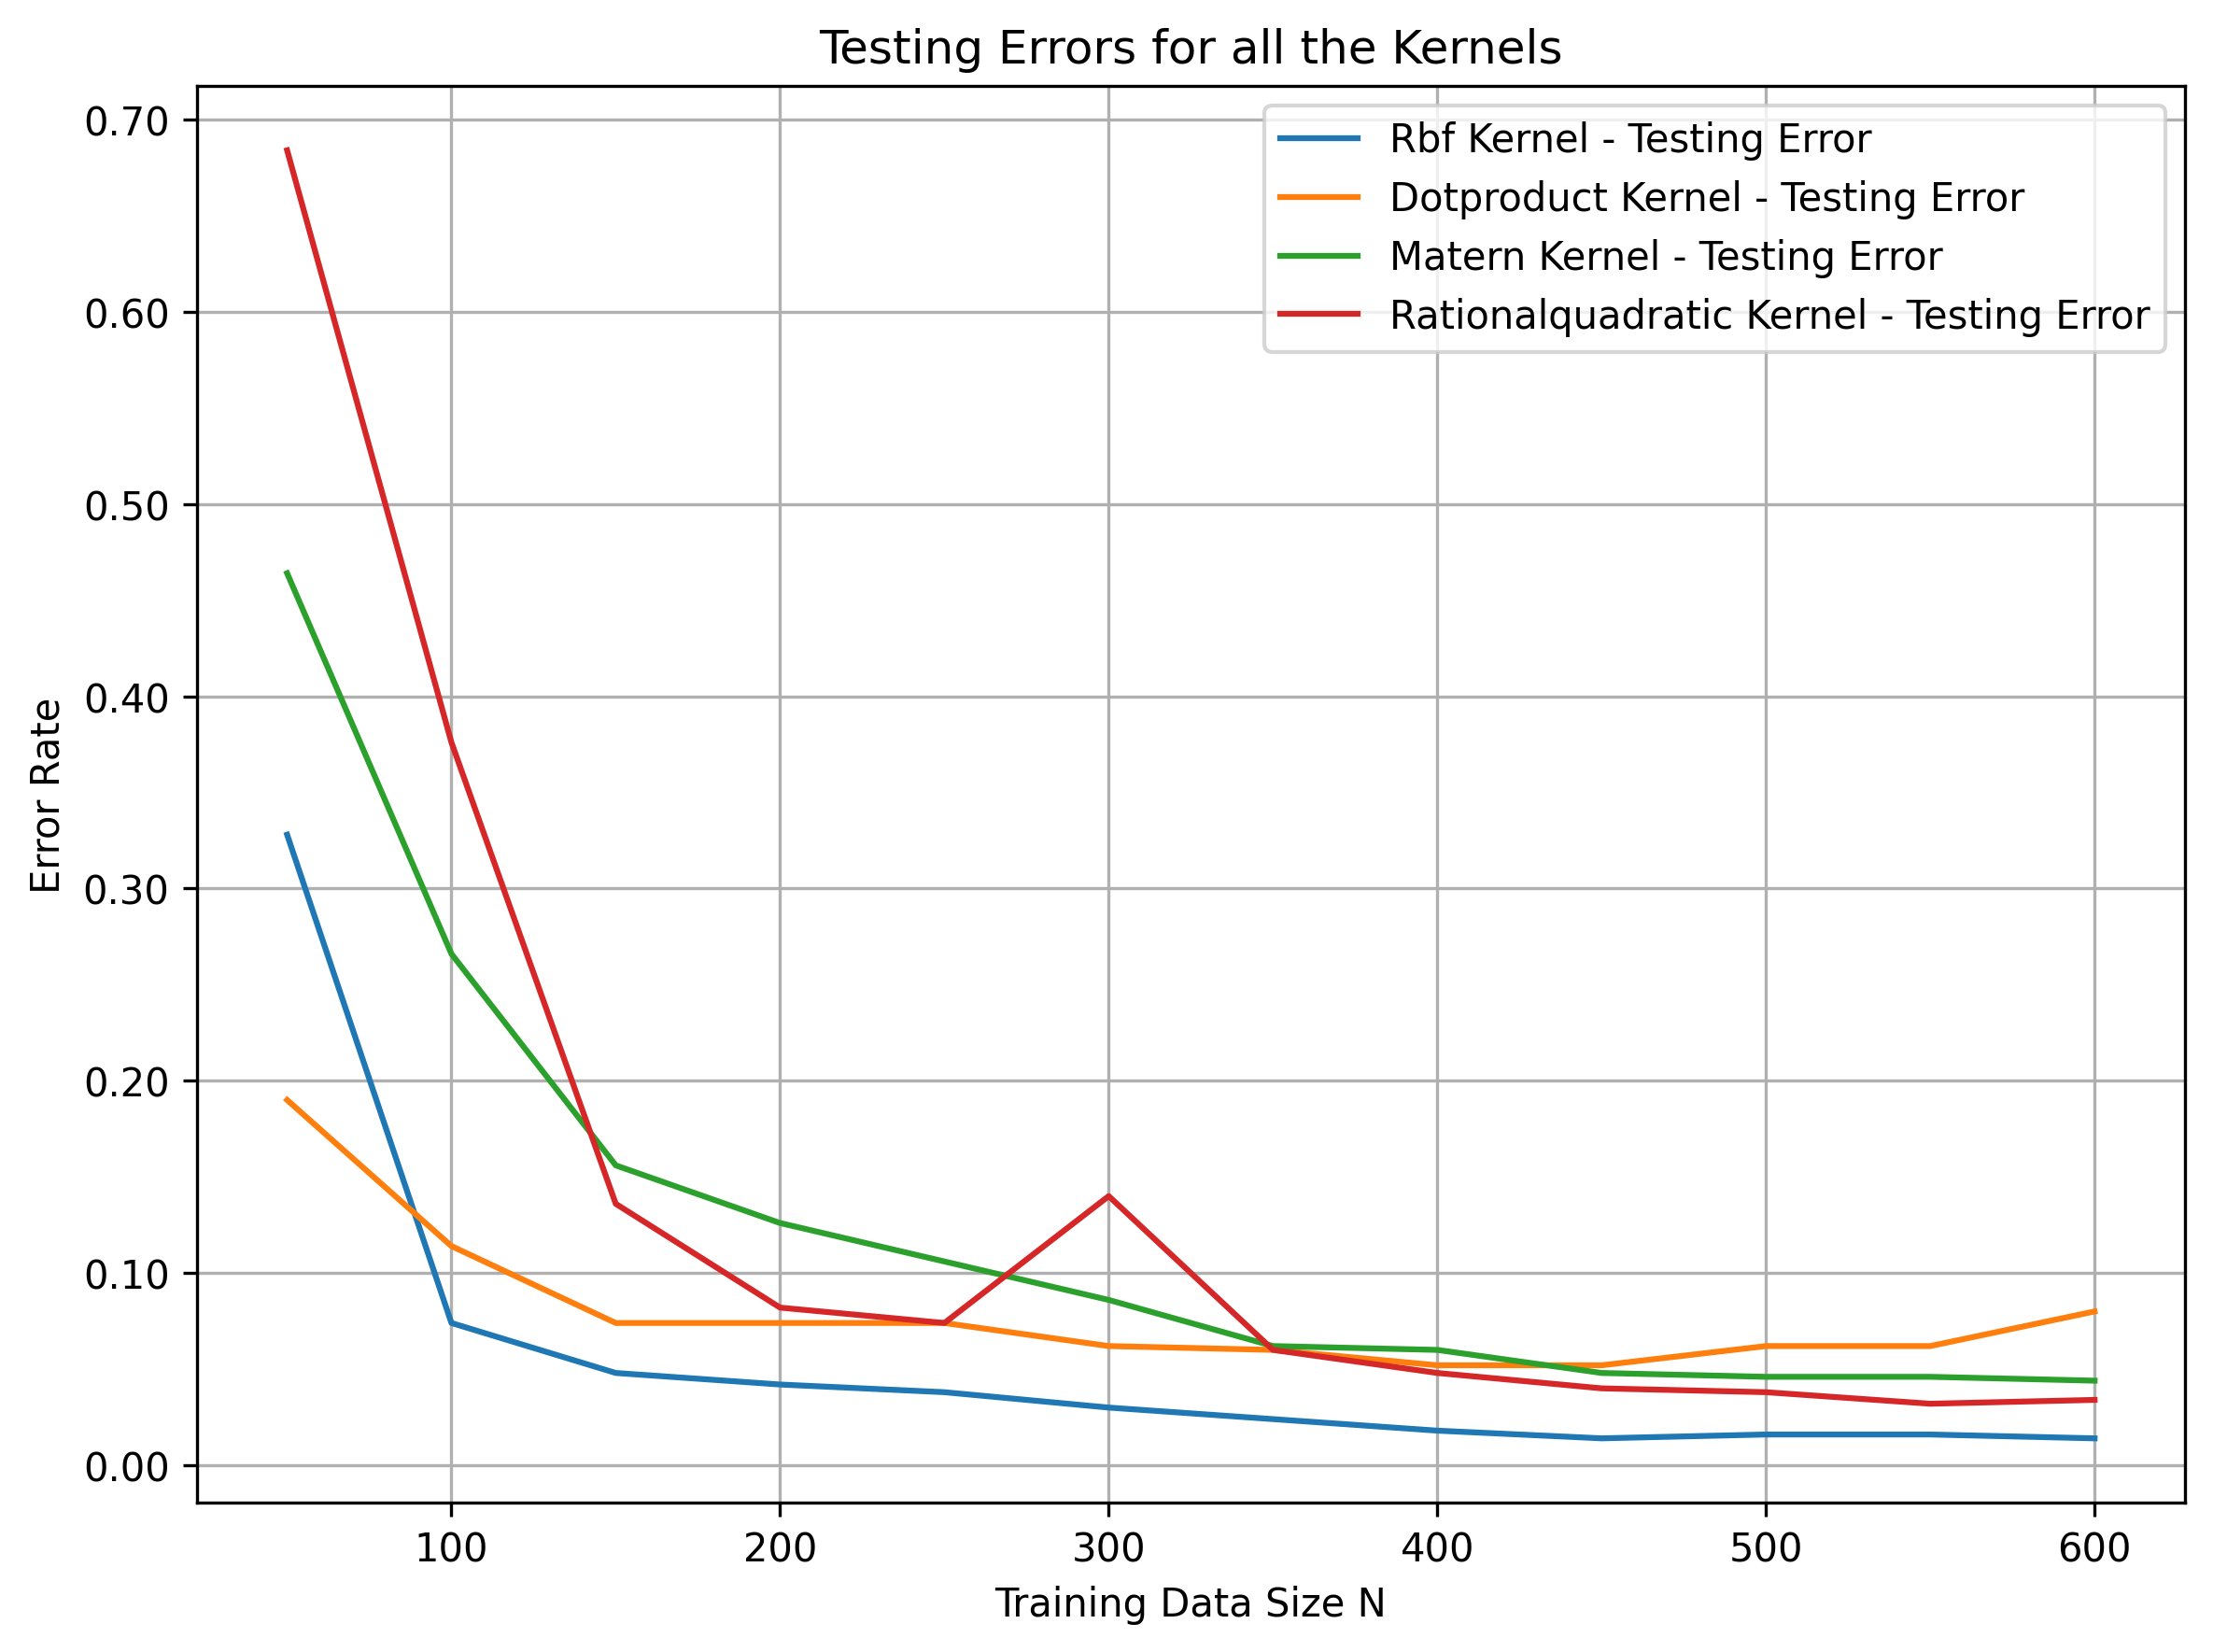 Testing Errors for all the Kernels
Rbf Kernel - Testing Error
Dotproduct Kernel - Testing Error
Matern Kernel - Testing Error
Rationalquadratic Kernel - Testing Error
0.70
0.60
0.50
0.40
0.30
0.20
0.10
0.00
Error Rate
100 200 300 400 500 600
Training Data Size N